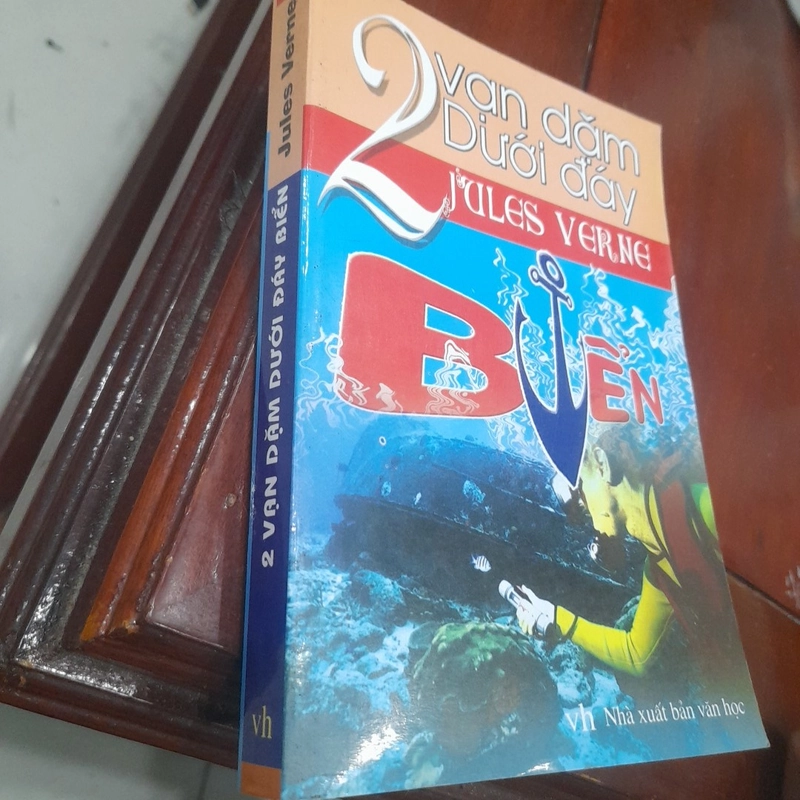 2 vạn dặm
Dưới đáy
JULES VERNE
BIỂN
vh Nhà xuất bản văn học
Jules Verne
2 VẠN DẶM DƯỚI ĐÁY BIỂN
vh